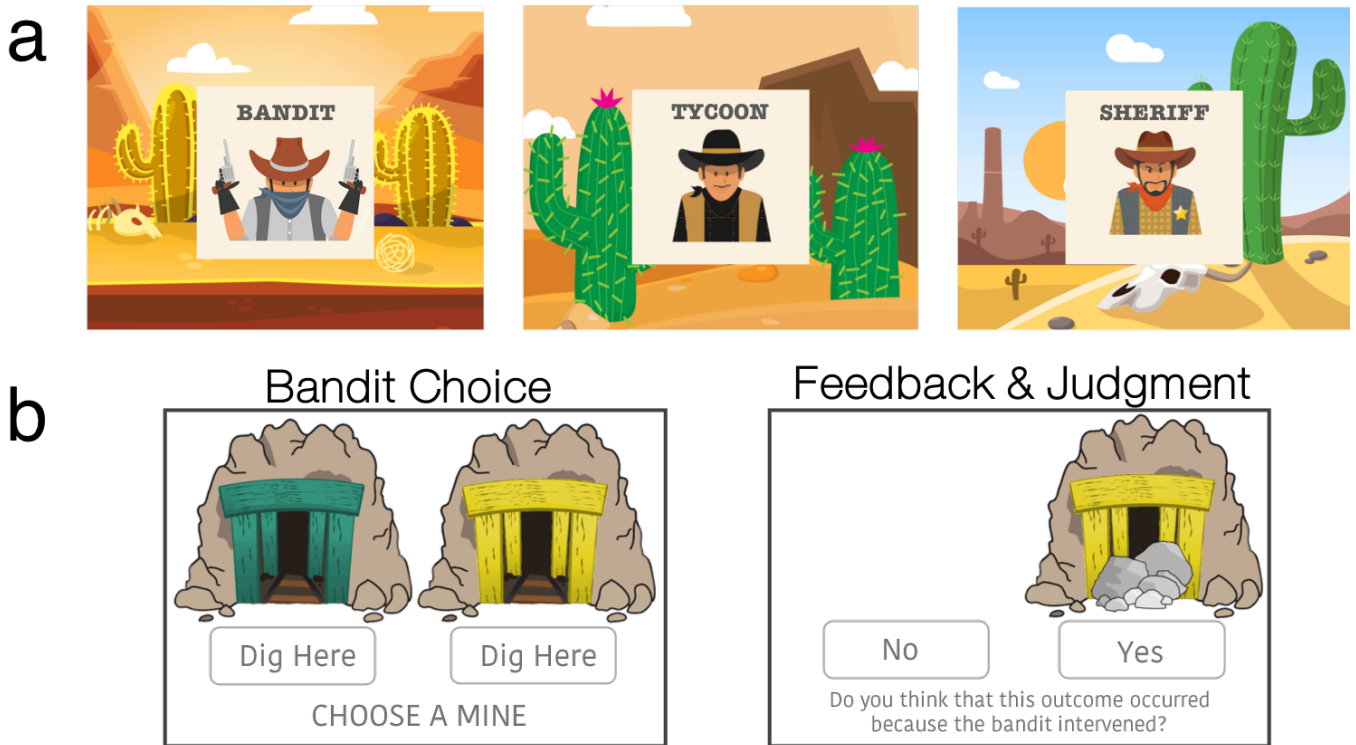 a
BANDIT
TYCOON
SHERIFF
b
Bandit Choice
Feedback & Judgment
Dig Here
Dig Here
CHOOSE A MINE
No
Yes
Do you think that this outcome occurred
because the bandit intervened?